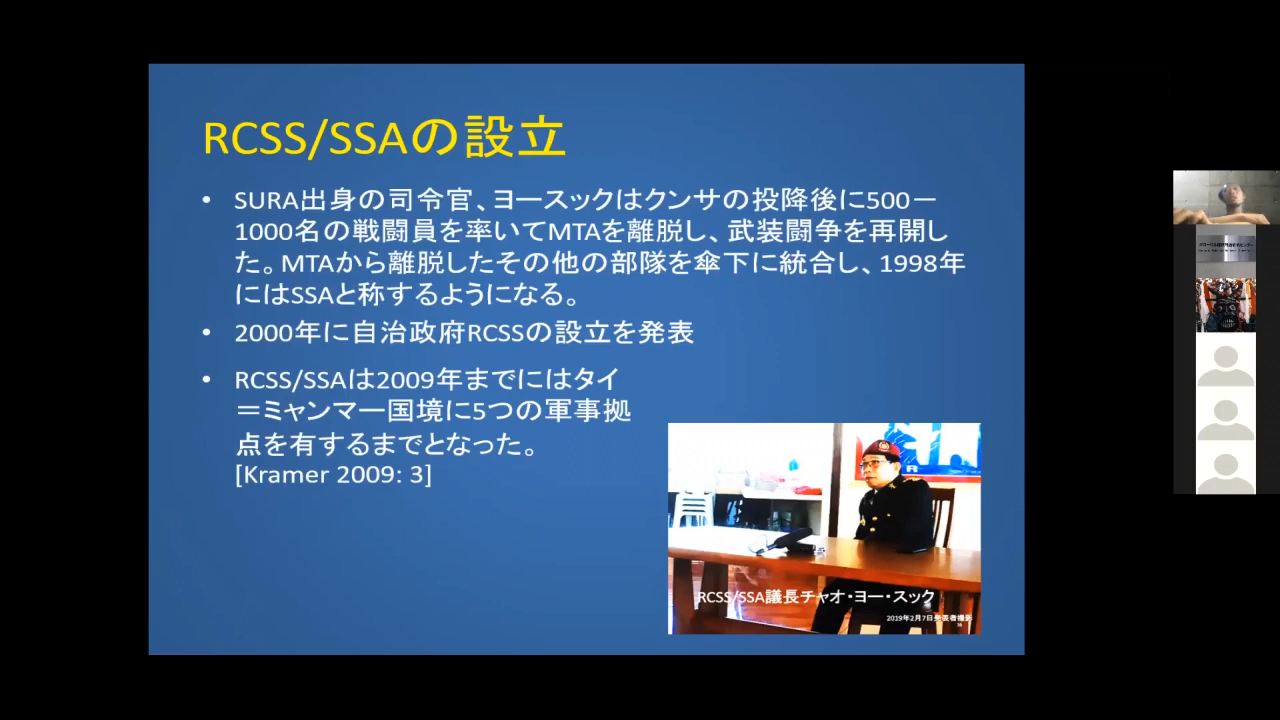 RCSS/SSAの設立
• SURA出身の司令官、ヨースックはクンサの投降後に500－
1000名の戦闘員を率いてMTAを離脱し、武装闘争を再開し
た。MTAから離脱したその他の部隊を傘下に統合し、1998年
にはSSAと称するようになる。
• 2000年に自治政府RCSSの設立を発表
• RCSS/SSAは2009年までにはタイ
＝ミャンマー国境に5つの軍事拠
点を有するまでとなった。
[Kramer 2009: 3]
RCSS/SSA議長チャオ・ヨー・スック
2019年2月7日発表者撮影